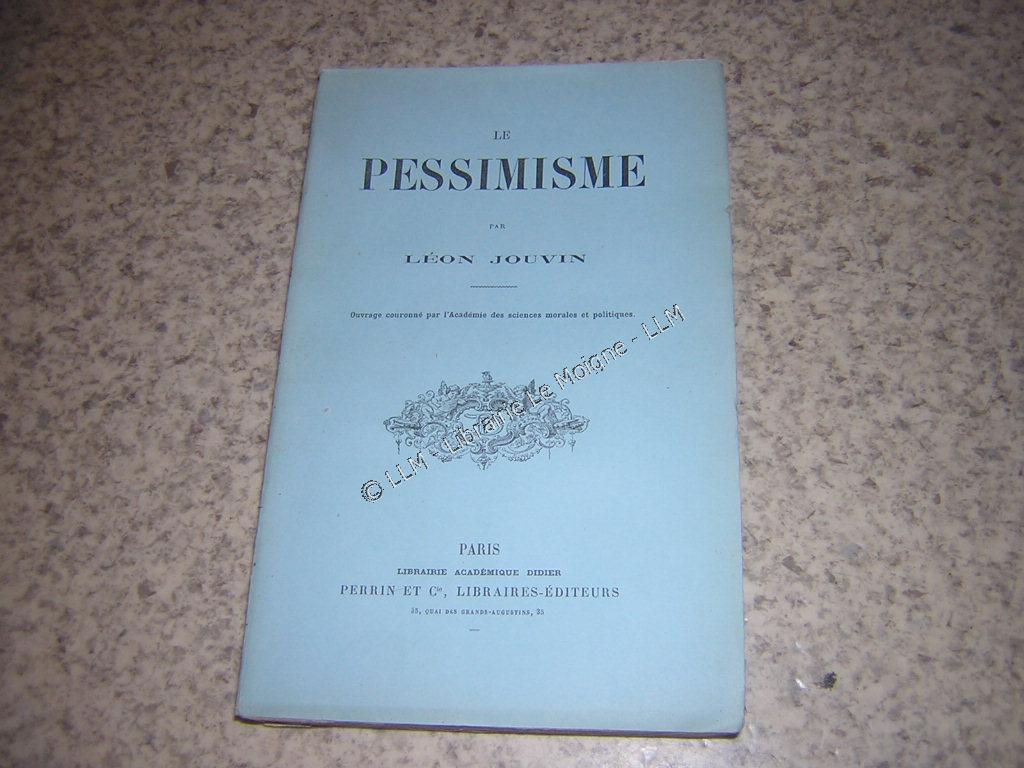 LE
PESSIMISME
PAR
LÉON JOUVIN
Ouvrage couronné par l'Académie des sciences morales et politiques.
© LLM - Librairie Le Moigne - LLM
PARIS
LIBRAIRIE ACADÉMIQUE DIDIER
PERRIN ET Cie, LIBRAIRES-ÉDITEURS
35, QUAI DES GRANDS-AUGUSTINS, 35